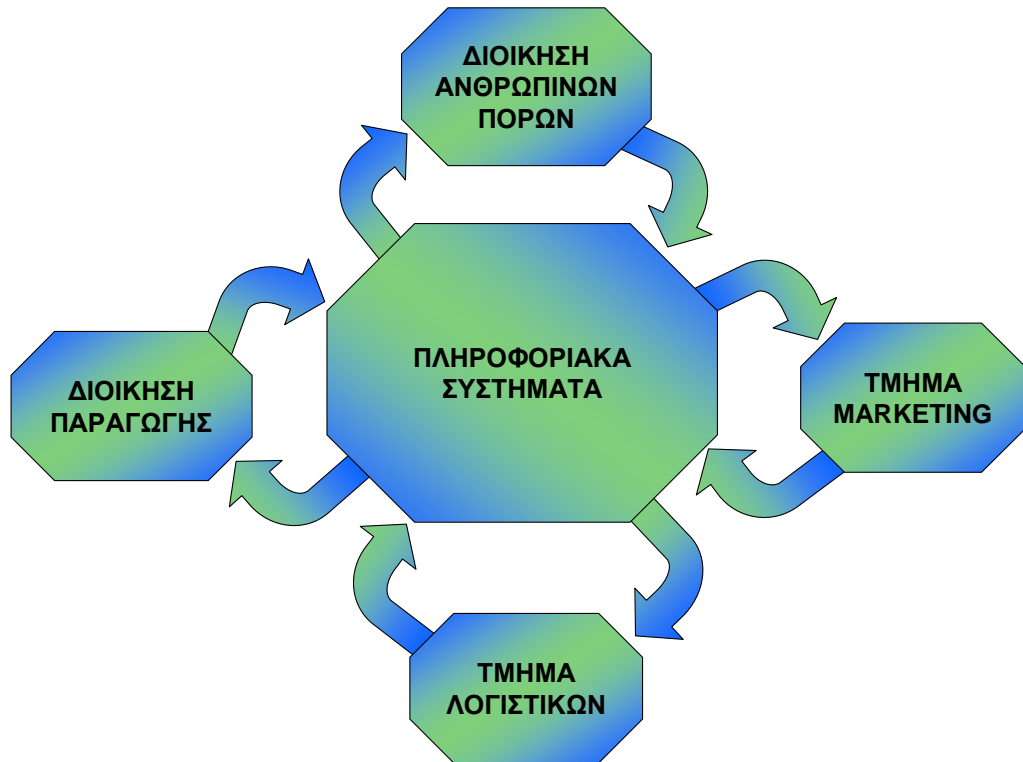 ΔΙΟΙΚΗΣΗ
ΑΝΘΡΩΠΙΝΩΝ
ΠΟΡΩΝ
ΠΛΗΡΟΦΟΡΙΑΚΑ
ΣΥΣΤΗΜΑΤΑ
ΔΙΟΙΚΗΣΗ
ΠΑΡΑΓΩΓΗΣ
ΤΜΗΜΑ
MARKETING
ΤΜΗΜΑ
ΛΟΓΙΣΤΙΚΩΝ